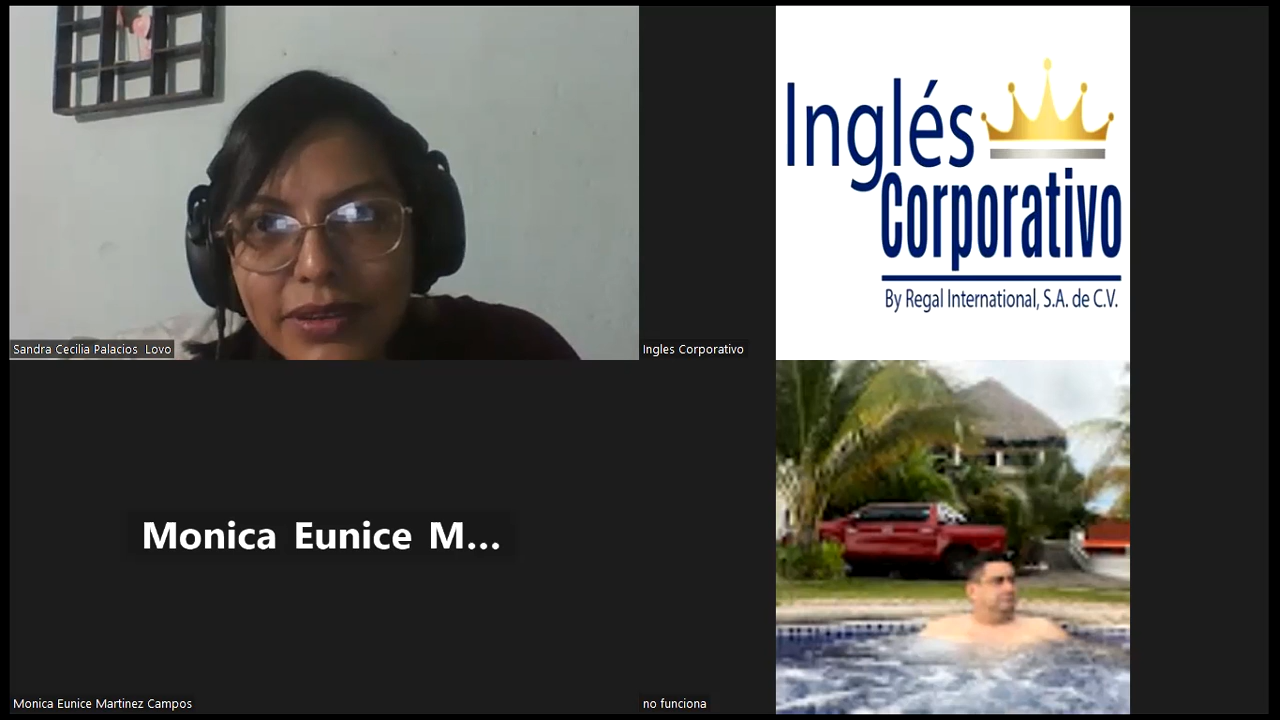 Inglés
Corporativo
By Regal International, S.A. de C.V.
Sandra Cecilia Palacios Lovo
Ingles Corporativo
Monica Eunice M...
Monica Eunice Martinez Campos
no funciona